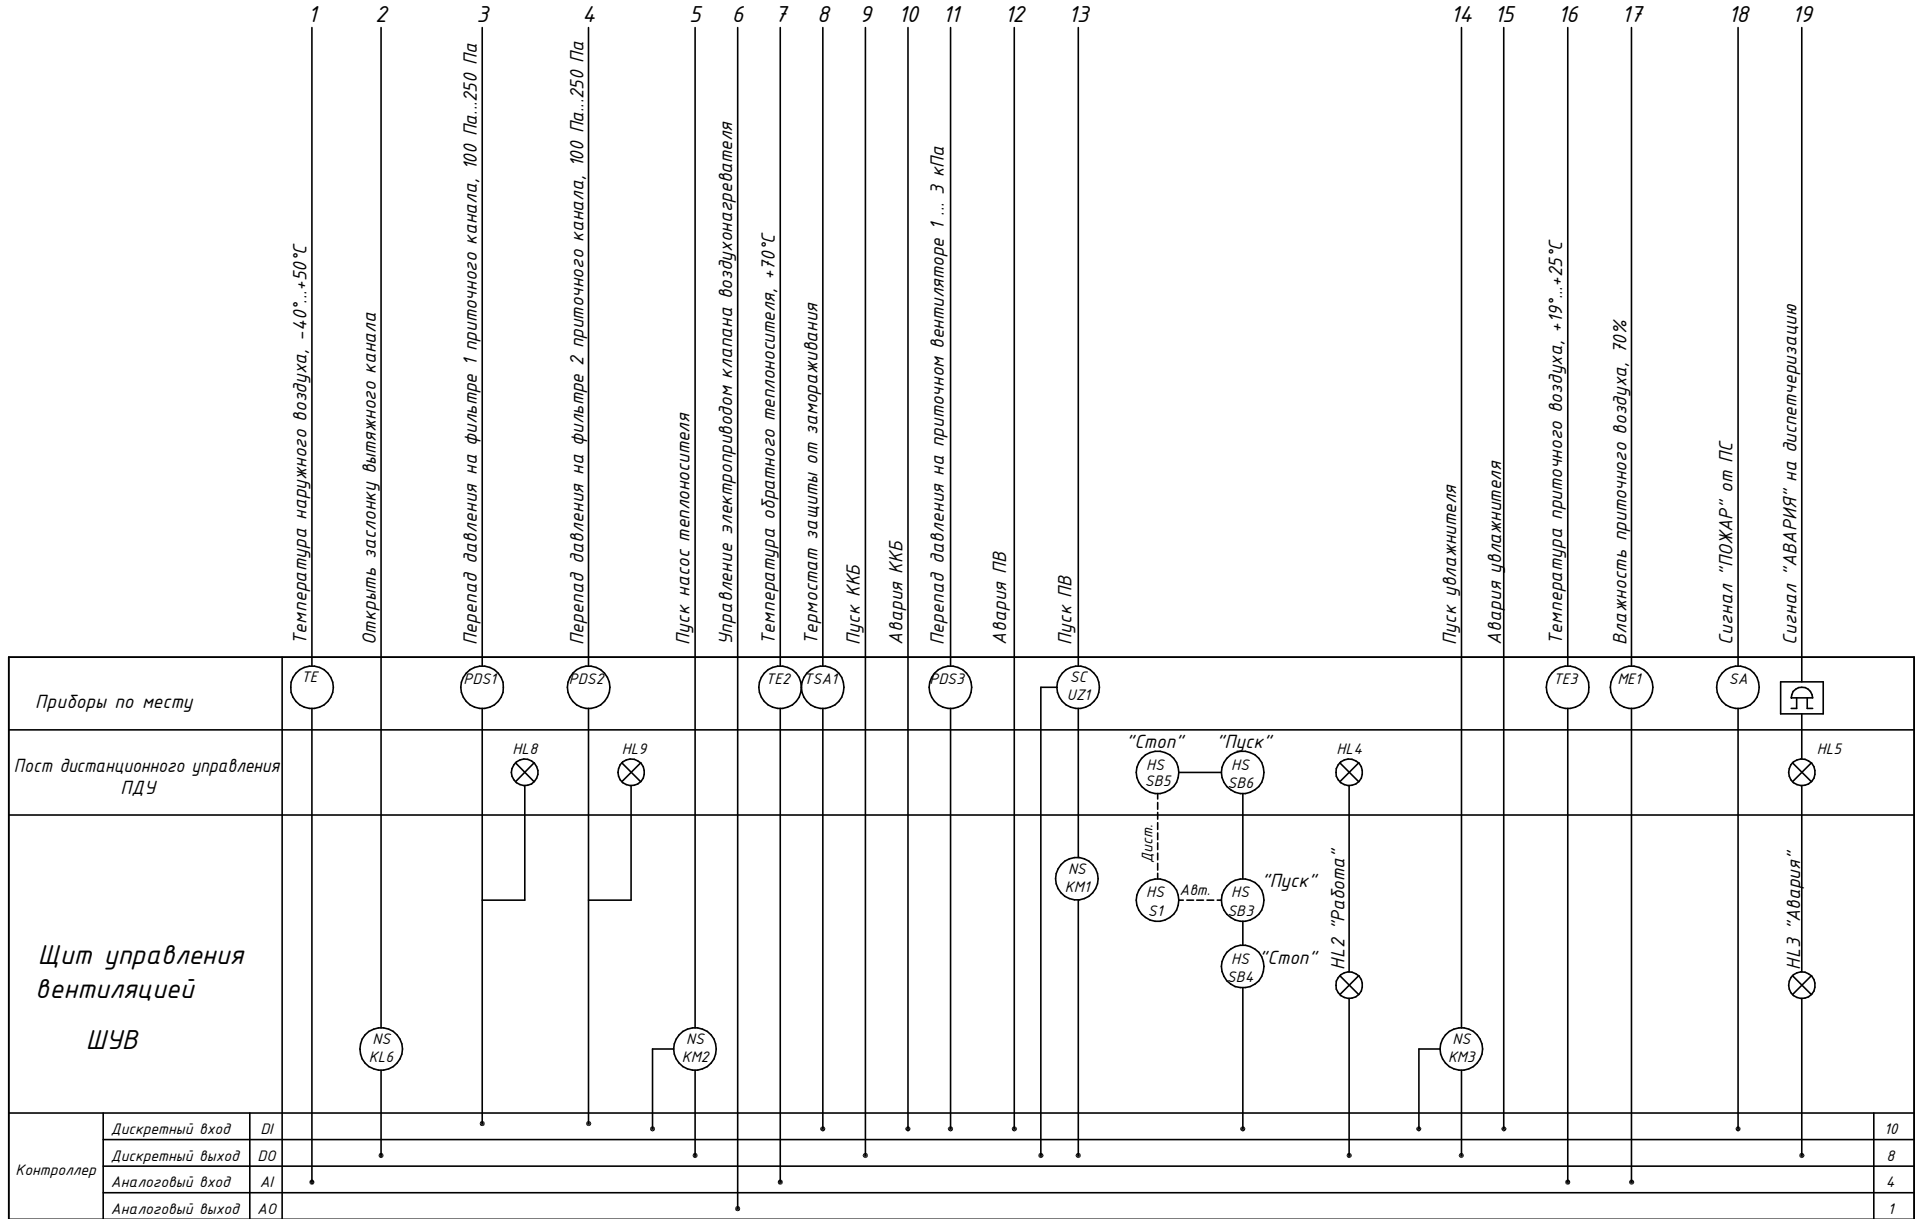 1 2 3 4 5 6 7 8 9 10 11 12 13 14 15 16 17 18 19
Температура наружного воздуха, -40°...+50°С
Открыть заслонку вытяжного канала
Перепад давления на фильтре 1 приточного канала, 100 Па...250 Па
Перепад давления на фильтре 2 приточного канала, 100 Па...250 Па
Пуск насос теплоносителя
Управление электроприводом клапана воздухонагревателя
Температура обратного теплоносителя, +70°С
Термостат защиты от замораживания
Пуск ККБ
Авария ККБ
Перепад давления на приточном вентиляторе 1 ... 3 кПа
Авария ПВ
Пуск ПВ
Пуск увлажнителя
Авария увлажнителя
Температура приточного воздуха, +19°...+25°С
Влажность приточного воздуха, 70%
Сигнал "ПОЖАР" от ПС
Сигнал "АВАРИЯ" на диспетчеризацию
Приборы по месту
TE
PDS1
PDS2
TE2
TSA1
PDS3
SC
UZ1
TE3
ME1
SA
Пост дистанционного управления
ПДУ
HL8
HL9
"Стоп"
HS
SB5
"Пуск"
HS
SB6
HL4
HL5
Щит управления
вентиляцией
ШУВ
NS
KL6
NS
KM2
NS
KM1
Дист.
HS
S1
Авт.
HS
SB3
"Пуск"
HS
SB4
"Стоп"
HL2 "Работа"
NS
KM3
HL3 "Авария"
Контроллер
Дискретный вход DI 10
Дискретный выход DO 8
Аналоговый вход AI 4
Аналоговый выход AO 1